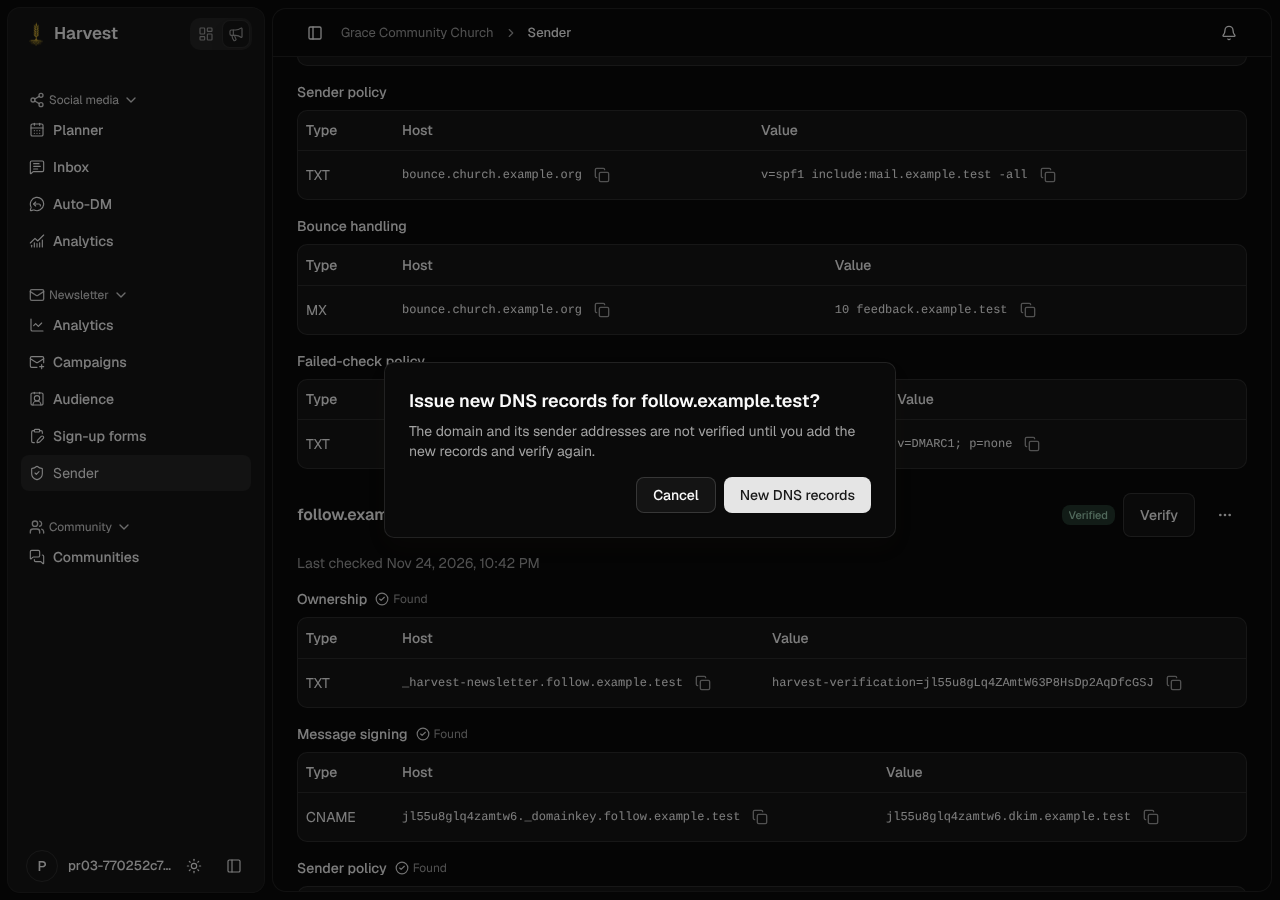 Harvest
Grace Community Church > Sender
Social media
Planner
Inbox
Auto-DM
Analytics
Newsletter
Analytics
Campaigns
Audience
Sign-up forms
Sender
Community
Communities
P pr03-770252c7…
Sender policy
Type Host Value
TXT bounce.church.example.org v=spf1 include:mail.example.test -all
Bounce handling
Type Host Value
MX bounce.church.example.org 10 feedback.example.test
Failed-check policy
Type Value
TXT v=DMARC1; p=none
Issue new DNS records for follow.example.test?
The domain and its sender addresses are not verified until you add the
new records and verify again.
Cancel New DNS records
follow.exam Verified Verify
Last checked Nov 24, 2026, 10:42 PM
Ownership Found
Type Host Value
TXT _harvest-newsletter.follow.example.test harvest-verification=jl55u8gLq4ZAmtW63P8HsDp2AqDfcGSJ
Message signing Found
Type Host Value
CNAME jl55u8glq4zamtw6._domainkey.follow.example.test jl55u8glq4zamtw6.dkim.example.test
Sender policy Found